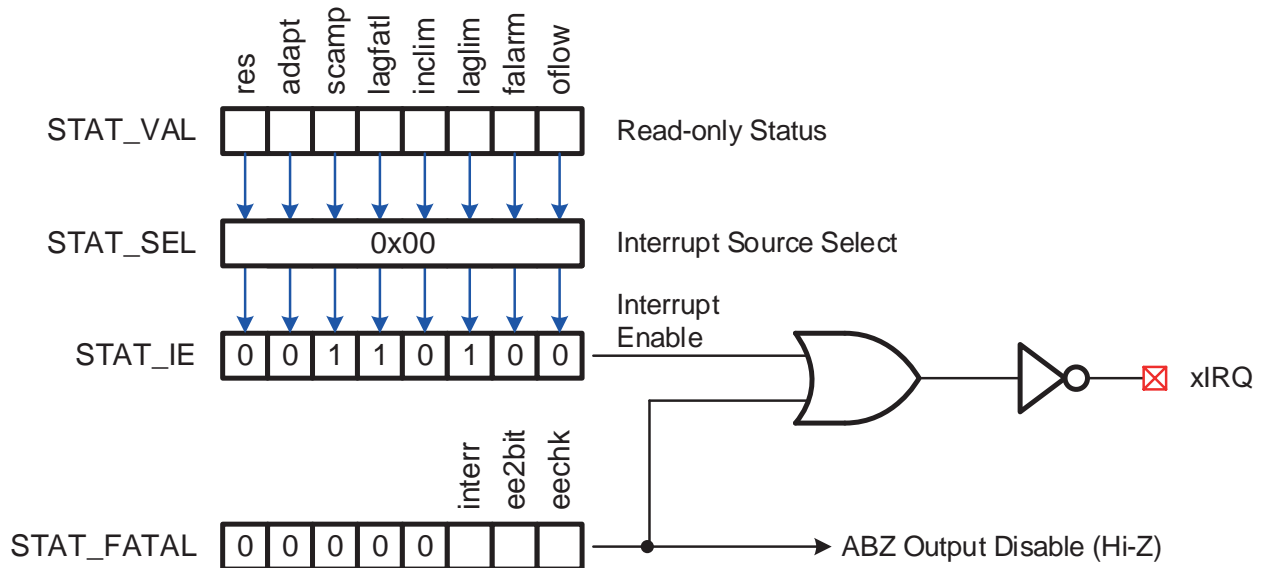 res adapt scamp lagfatl inclim laglim falarm oflow
STAT_VAL Read-only Status
STAT_SEL 0x00 Interrupt Source Select
Interrupt
Enable
STAT_IE 0 0 1 1 0 1 0 0
xIRQ
interr ee2bit eechk
STAT_FATAL 0 0 0 0 0 ABZ Output Disable (Hi-Z)